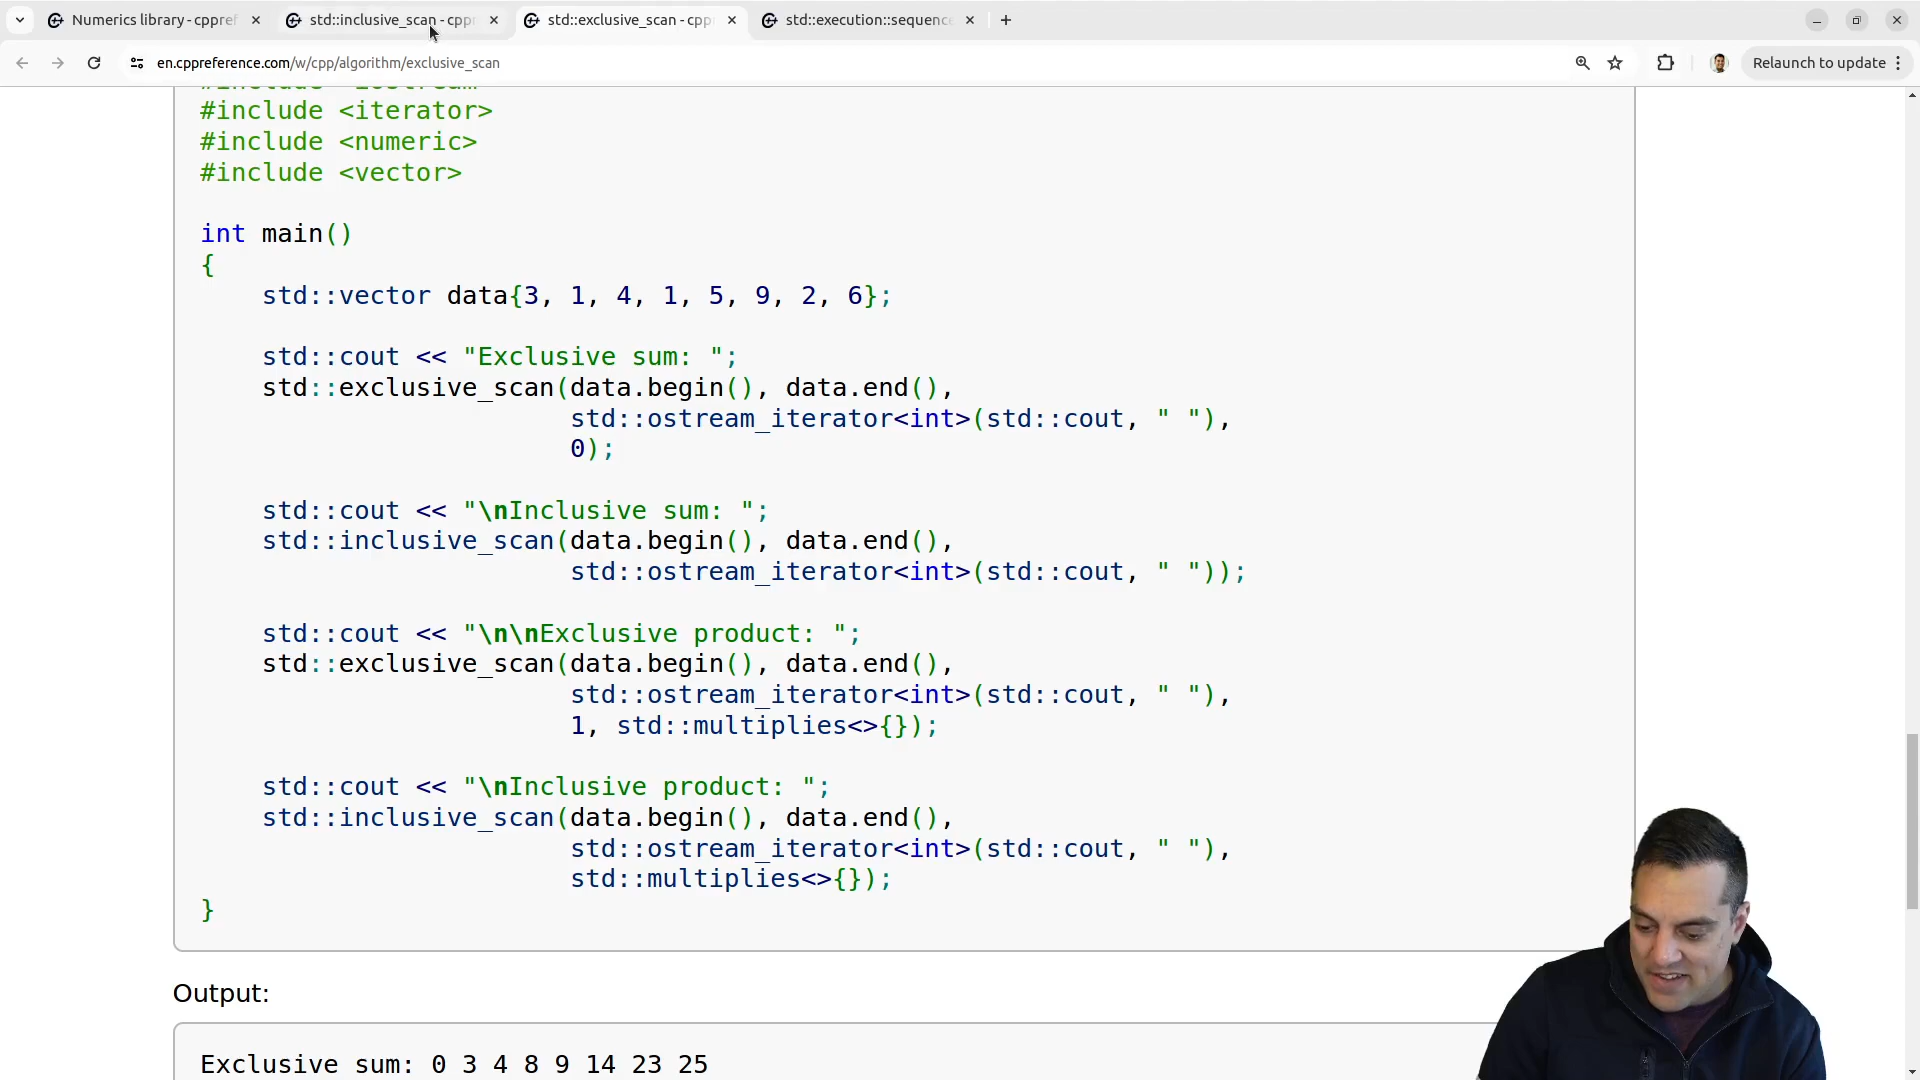 Numerics library - cppref
std::inclusive_scan - cpp
std::exclusive_scan - cpp
std::execution::sequence
en.cppreference.com/w/cpp/algorithm/exclusive_scan
Relaunch to update
#include <iterator>
#include <numeric>
#include <vector>
int main()
{
std::vector data{3, 1, 4, 1, 5, 9, 2, 6};
std::cout << "Exclusive sum: ";
std::exclusive_scan(data.begin(), data.end(),
std::ostream_iterator<int>(std::cout, " "),
0);
std::cout << "\nInclusive sum: ";
std::inclusive_scan(data.begin(), data.end(),
std::ostream_iterator<int>(std::cout, " "));
std::cout << "\n\nExclusive product: ";
std::exclusive_scan(data.begin(), data.end(),
std::ostream_iterator<int>(std::cout, " "),
1, std::multiplies<>{});
std::cout << "\nInclusive product: ";
std::inclusive_scan(data.begin(), data.end(),
std::ostream_iterator<int>(std::cout, " "),
std::multiplies<>{});
}
Output:
Exclusive sum: 0 3 4 8 9 14 23 25